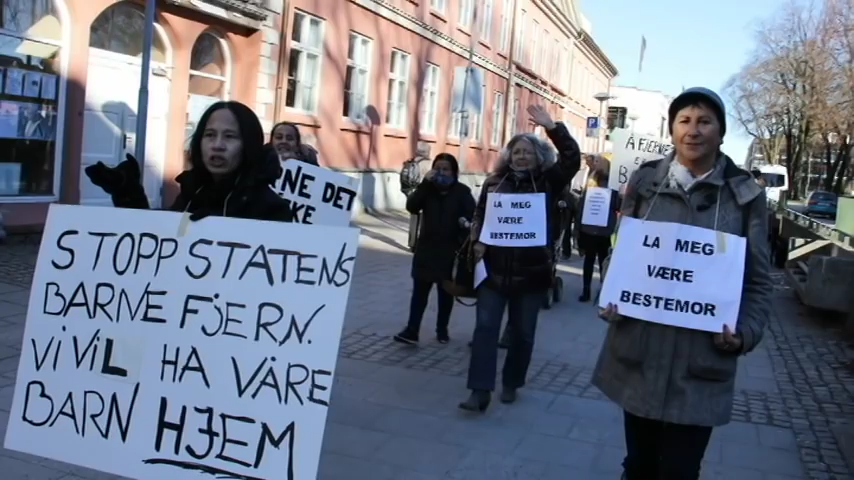 STOPP STATENS
BARNE FJERN.
Vi ViL HA VÅRE
BARN HJEM
NE DET
KE
LA MEG
VÆRE
BESTEMOR
Å FJERNE
LA MEG
VÆRE
BESTEMOR
P